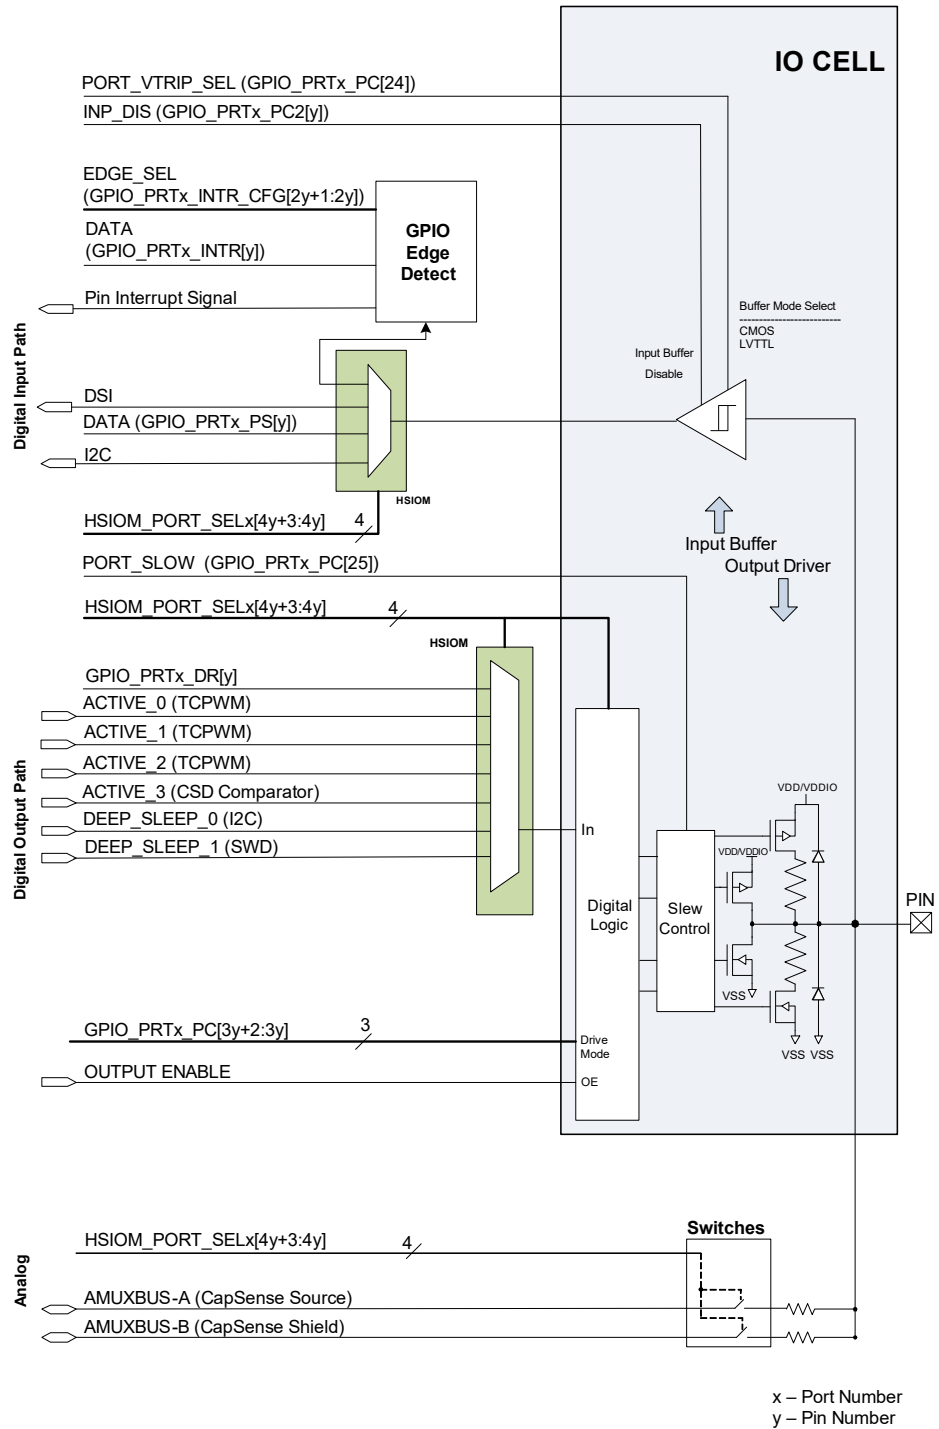 IO CELL
PORT_VTRIP_SEL (GPIO_PRTx_PC[24])
INP_DIS (GPIO_PRTx_PC2[y])
EDGE_SEL
(GPIO_PRTx_INTR_CFG[2y+1:2y])
DATA
(GPIO_PRTx_INTR[y])
Pin Interrupt Signal
GPIO
Edge
Detect
Buffer Mode Select
CMOS
LVTTL
Input Buffer
Disable
Digital Input Path
DSI
DATA (GPIO_PRTx_PS[y])
I2C
HSIOM
HSIOM_PORT_SELx[4y+3:4y]
4
Input Buffer
Output Driver
PORT_SLOW (GPIO_PRTx_PC[25])
HSIOM_PORT_SELx[4y+3:4y]
4
HSIOM
Digital Output Path
GPIO_PRTx_DR[y]
ACTIVE_0 (TCPWM)
ACTIVE_1 (TCPWM)
ACTIVE_2 (TCPWM)
ACTIVE_3 (CSD Comparator)
DEEP_SLEEP_0 (I2C)
DEEP_SLEEP_1 (SWD)
In
Digital
Logic
Slew
Control
VDD/VDDIO
VDD/VDDIO
VSS
VSS
VSS
PIN
GPIO_PRTx_PC[3y+2:3y]
3
Drive
Mode
OUTPUT ENABLE
OE
Analog
HSIOM_PORT_SELx[4y+3:4y]
4
Switches
AMUXBUS-A (CapSense Source)
AMUXBUS-B (CapSense Shield)
x – Port Number
y – Pin Number